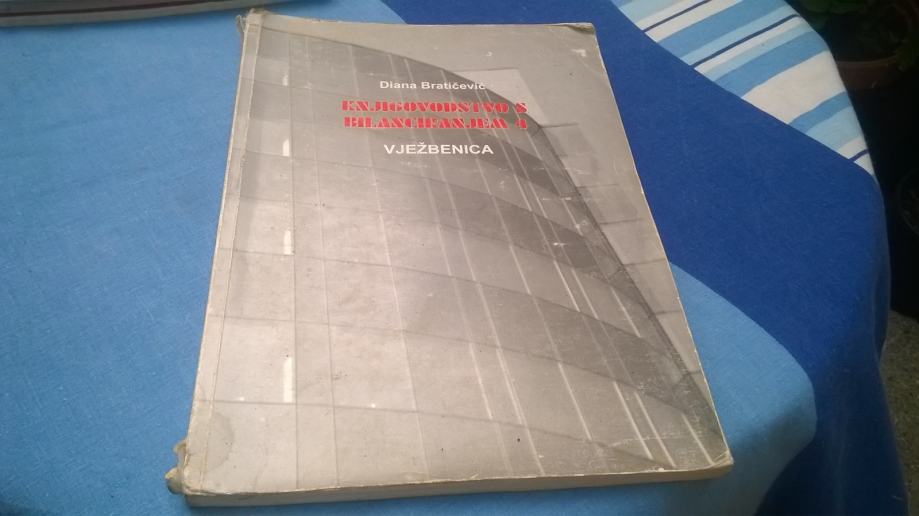 Diana Bratičević
KNJIGOVODSTVO S
BILANCIRANJEM 4
VJEŽBENICA